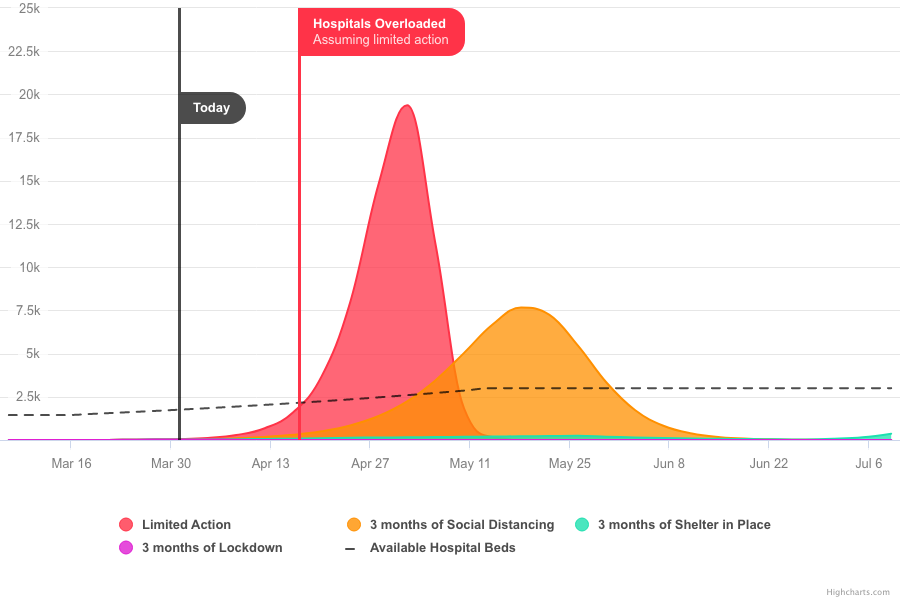 25k
22.5k
20k
17.5k
15k
12.5k
10k
7.5k
5k
2.5k
Hospitals Overloaded
Assuming limited action
Today
Mar 16 Mar 30 Apr 13 Apr 27 May 11 May 25 Jun 8 Jun 22 Jul 6
Limited Action 3 months of Social Distancing 3 months of Shelter in Place
3 months of Lockdown Available Hospital Beds
Highcharts.com